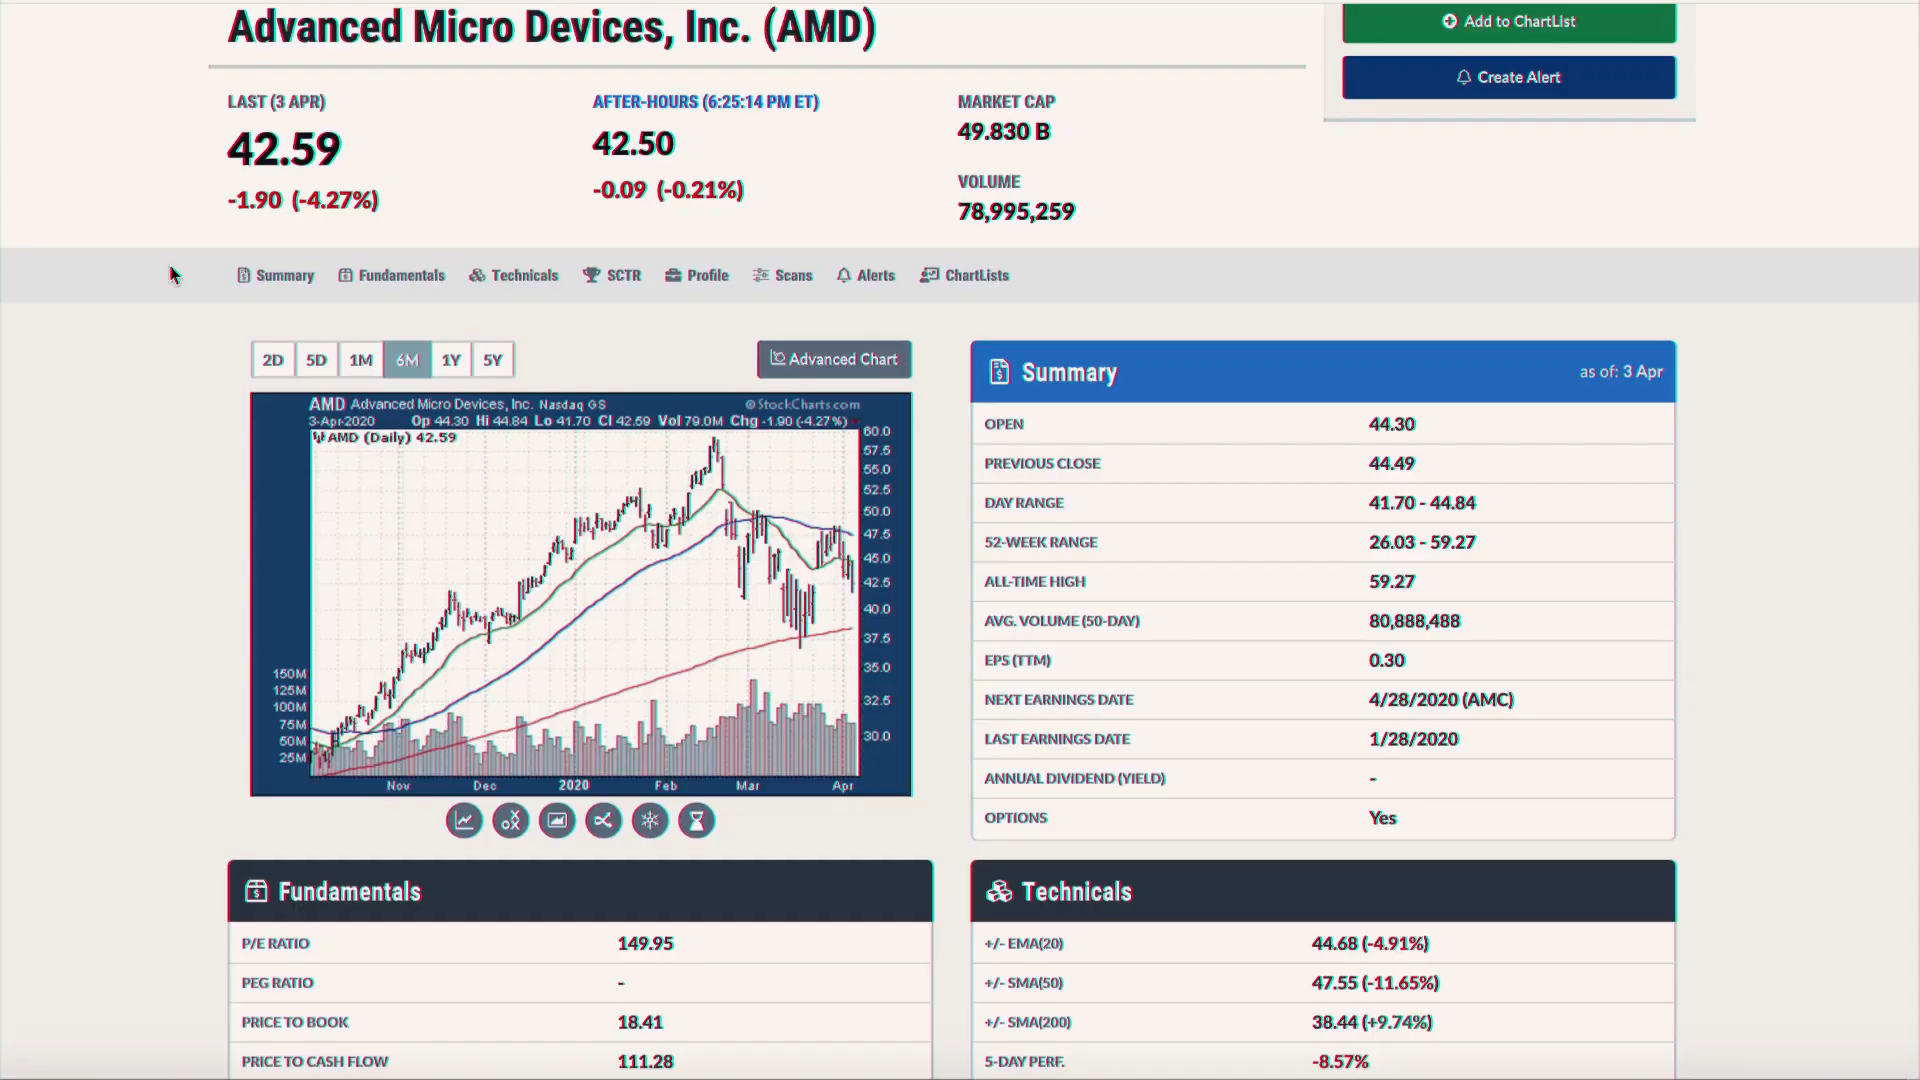 Advanced Micro Devices, Inc. (AMD)
Add to ChartList
Create Alert
LAST (3 APR)
42.59
-1.90 (-4.27%)
AFTER-HOURS (6:25:14 PM ET)
42.50
-0.09 (-0.21%)
MARKET CAP
49.830 B
VOLUME
78,995,259
Summary Fundamentals Technicals SCTR Profile Scans Alerts ChartLists
2D 5D 1M 6M 1Y 5Y
Advanced Chart
AMD Advanced Micro Devices, Inc. Nasdaq GS © StockCharts.com
3-Apr-2020 Op 44.30 Hi 44.84 Lo 41.70 Cl 42.59 Vol 79.0M Chg -1.90 (-4.27%)
AMD (Daily) 42.59
60.0
57.5
55.0
52.5
50.0
47.5
45.0
42.5
40.0
37.5
35.0
32.5
30.0
150M
125M
100M
75M
50M
25M
Nov Dec 2020 Feb Mar Apr
Summary as of: 3 Apr
OPEN 44.30
PREVIOUS CLOSE 44.49
DAY RANGE 41.70 - 44.84
52-WEEK RANGE 26.03 - 59.27
ALL-TIME HIGH 59.27
AVG. VOLUME (50-DAY) 80,888,488
EPS (TTM) 0.30
NEXT EARNINGS DATE 4/28/2020 (AMC)
LAST EARNINGS DATE 1/28/2020
ANNUAL DIVIDEND (YIELD) -
OPTIONS Yes
Fundamentals
P/E RATIO 149.95
PEG RATIO -
PRICE TO BOOK 18.41
PRICE TO CASH FLOW 111.28
Technicals
+/- EMA(20) 44.68 (-4.91%)
+/- SMA(50) 47.55 (-11.65%)
+/- SMA(200) 38.44 (+9.74%)
5-DAY PERF. -8.57%